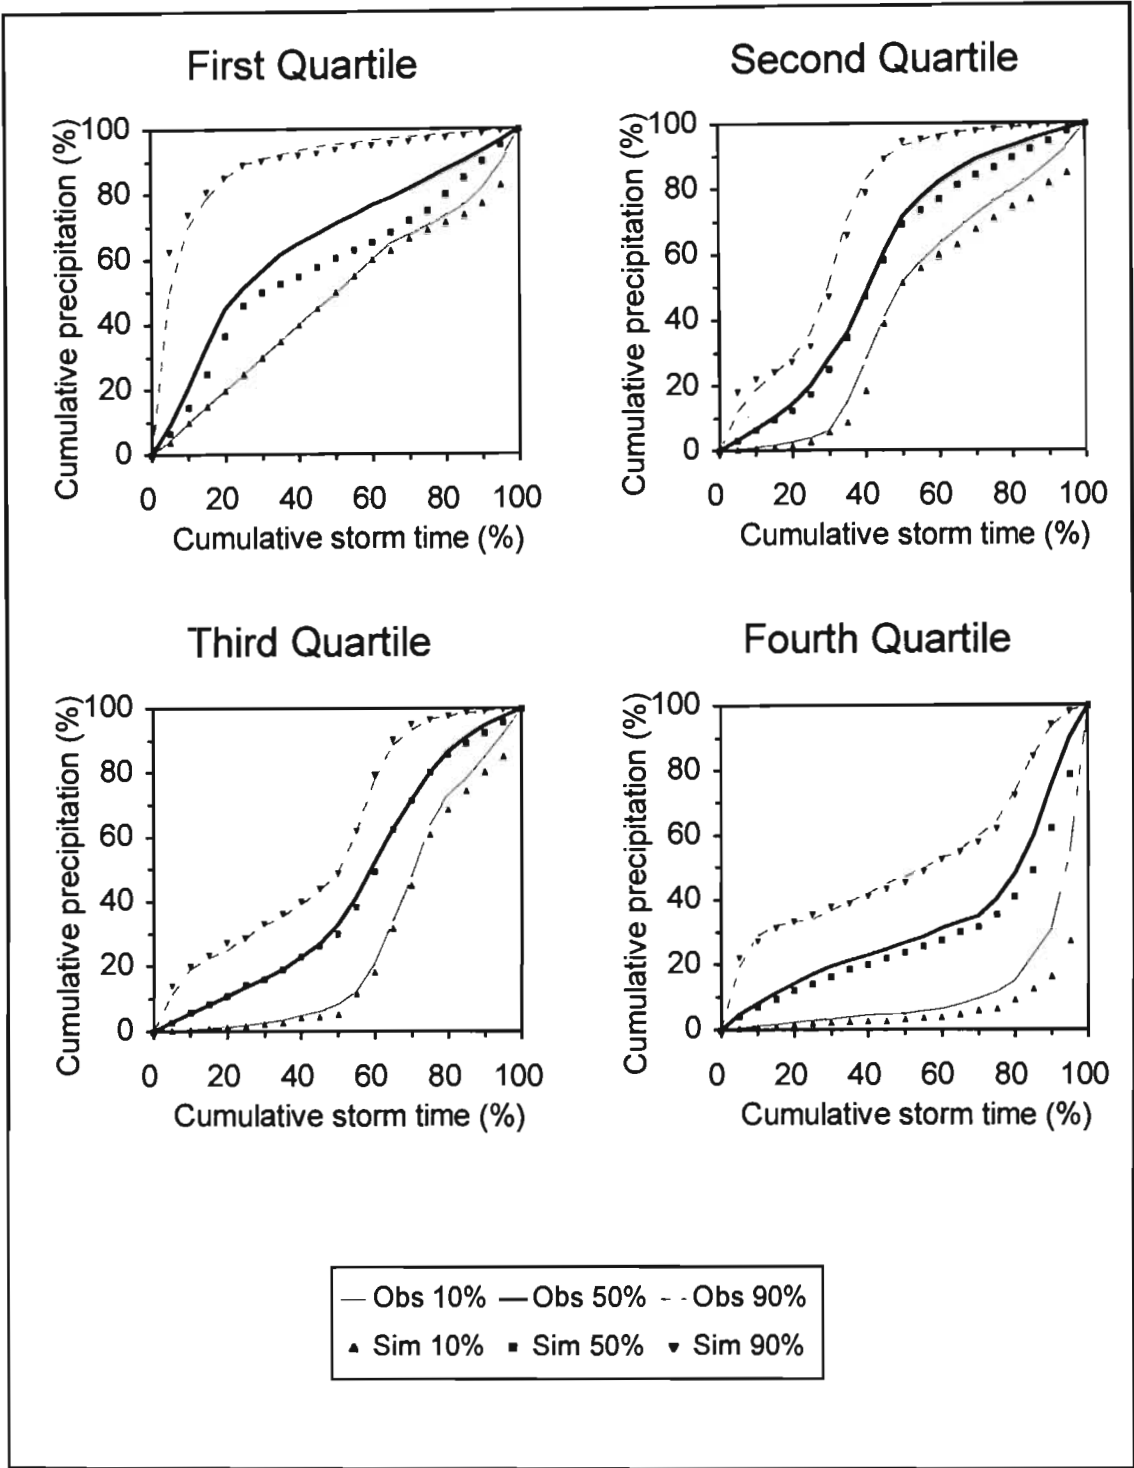 First Quartile
Cumulative precipitation (%)
100
80
60
40
20
0
0 20 40 60 80 100
Cumulative storm time (%)
Second Quartile
Cumulative precipitation (%)
100
80
60
40
20
0
0 20 40 60 80 100
Cumulative storm time (%)
Third Quartile
Cumulative precipitation (%)
100
80
60
40
20
0
0 20 40 60 80 100
Cumulative storm time (%)
Fourth Quartile
Cumulative precipitation (%)
100
80
60
40
20
0
0 20 40 60 80 100
Cumulative storm time (%)
Obs 10% Obs 50% Obs 90%
Sim 10% Sim 50% Sim 90%